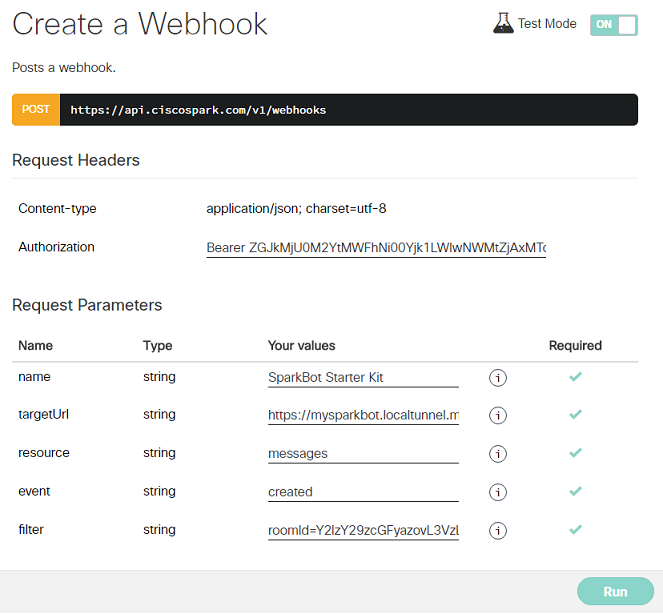 Create a Webhook
Test Mode ON
Posts a webhook.
POST https://api.ciscospark.com/v1/webhooks
Request Headers
Content-type application/json; charset=utf-8
Authorization Bearer ZGJkMjU0M2YtMWFhNi00Yjk1LWIwNWMtZjAxMTc
Request Parameters
Name Type Your values Required
name string SparkBot Starter Kit
targetUrl string https://mysparkbot.localtunnel.m
resource string messages
event string created
filter string roomId=Y2lzY29zcGFyazovL3VzL
Run